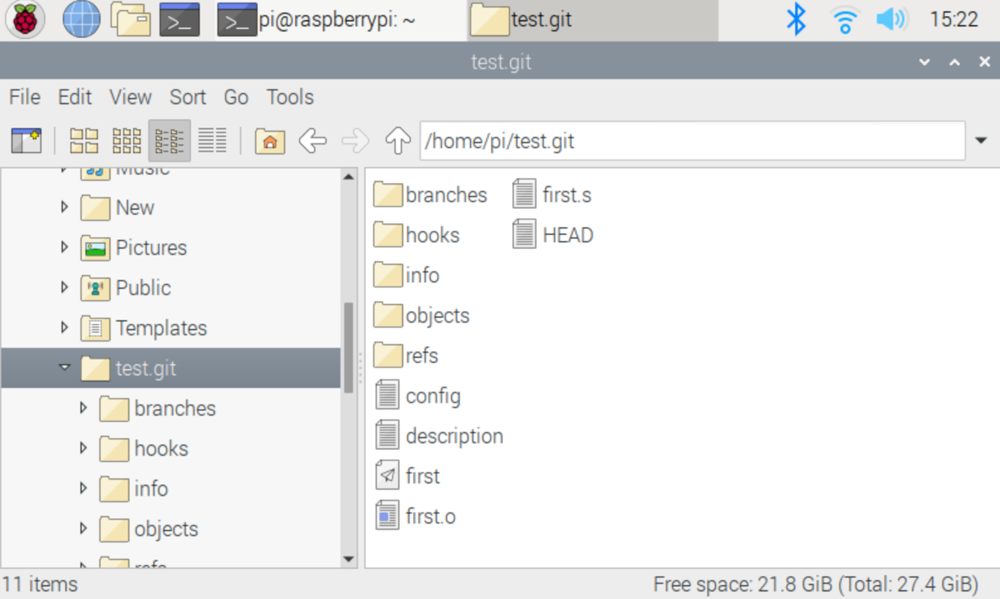 pi@raspberrypi: ~ test.git 15:22
test.git
File Edit View Sort Go Tools
/home/pi/test.git
Music
New
Pictures
Public
Templates
test.git
branches
hooks
info
objects
refs
branches
hooks
info
objects
refs
config
description
first
first.o
first.s
HEAD
11 items
Free space: 21.8 GiB (Total: 27.4 GiB)